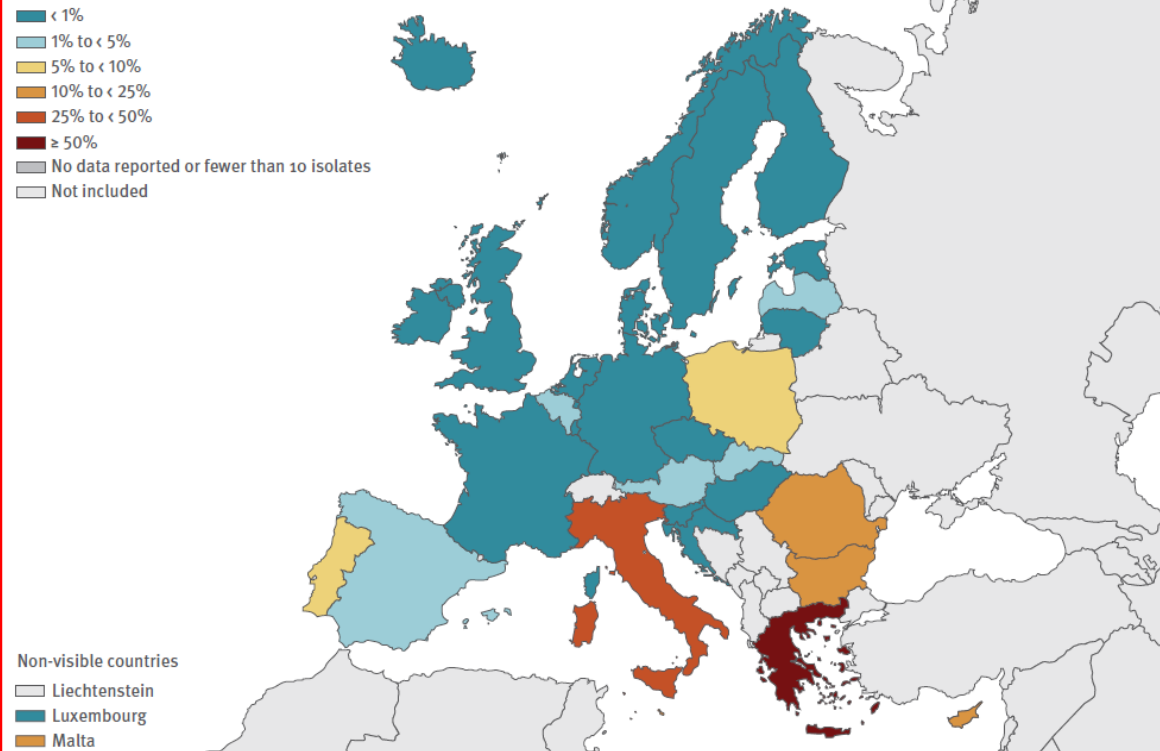 < 1%
1% to < 5%
5% to < 10%
10% to < 25%
25% to < 50%
≥ 50%
No data reported or fewer than 10 isolates
Not included
Non-visible countries
Liechtenstein
Luxembourg
Malta